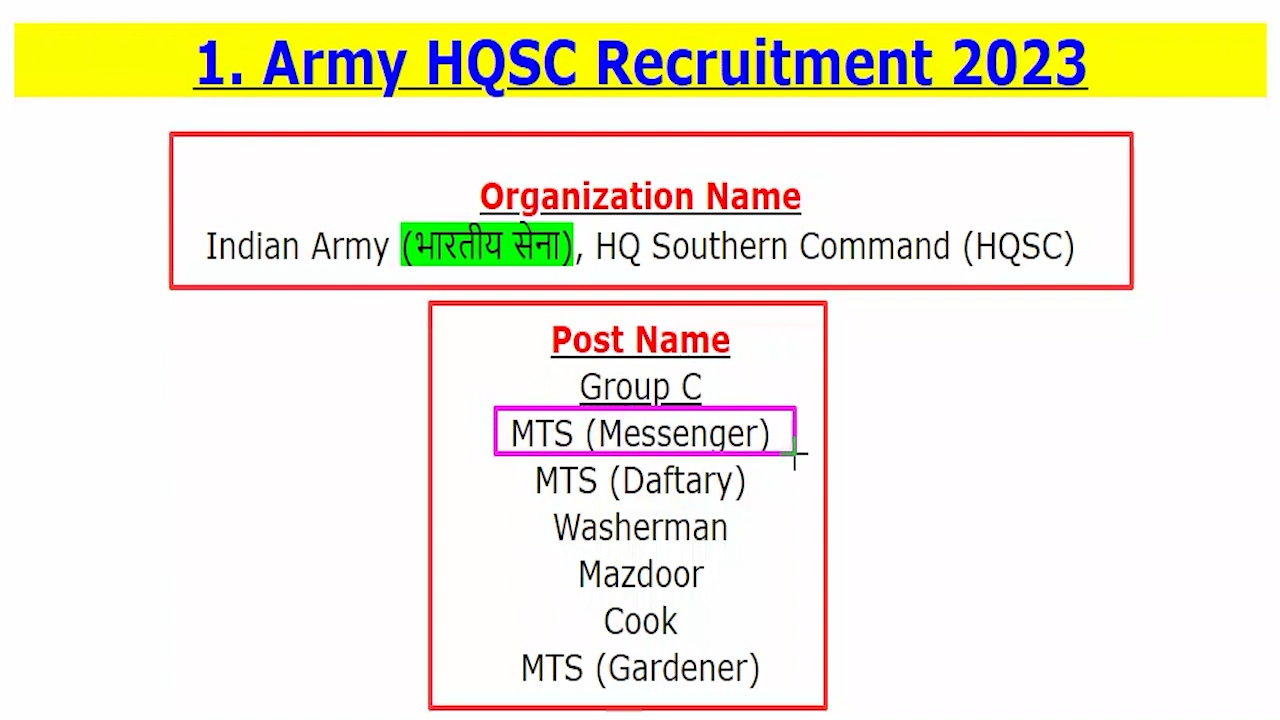 1. Army HQSC Recruitment 2023
Organization Name
Indian Army (भारतीय सेना), HQ Southern Command (HQSC)
Post Name
Group C
MTS (Messenger)
MTS (Daftary)
Washerman
Mazdoor
Cook
MTS (Gardener)